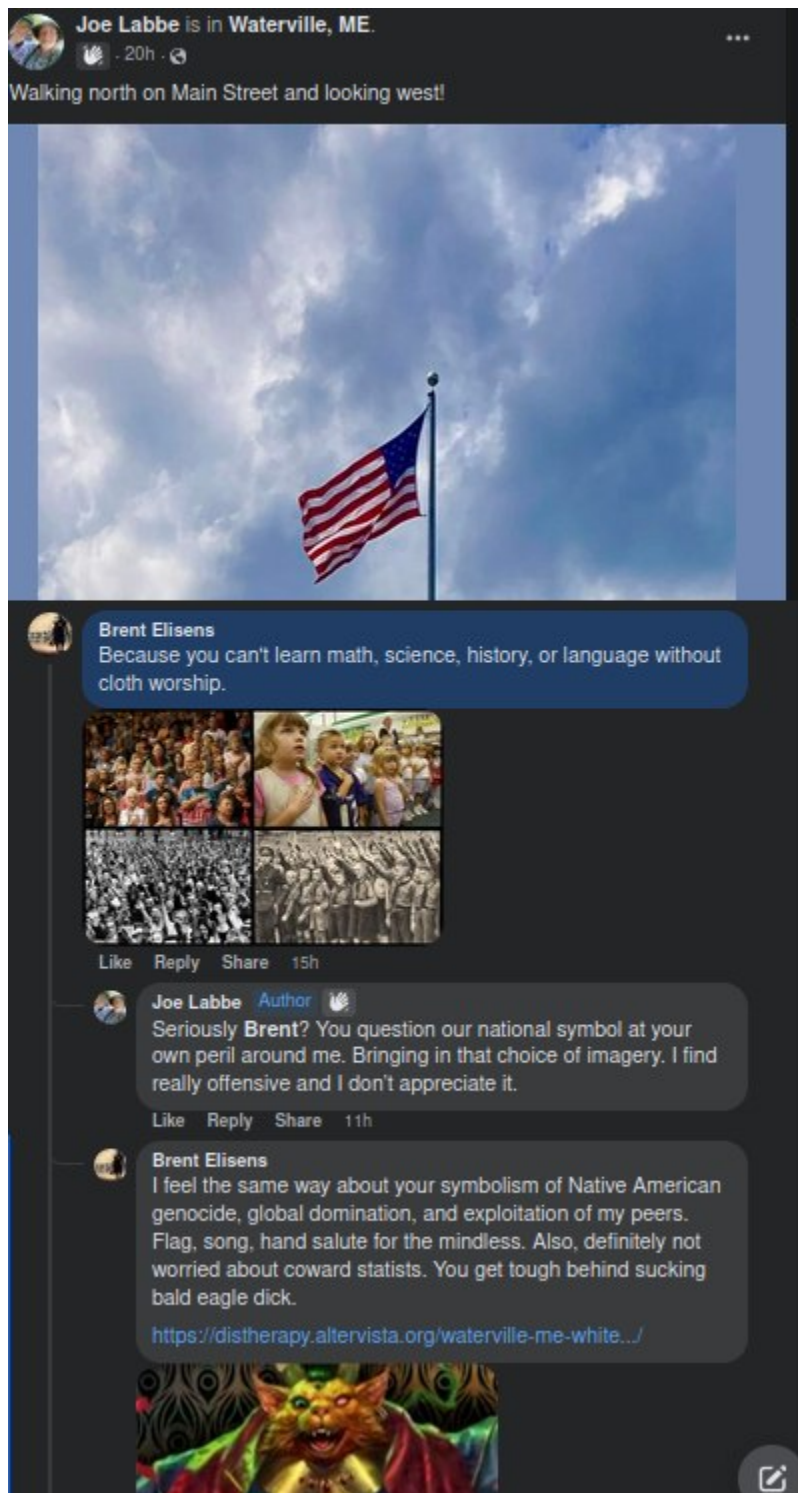 Joe Labbe is in Waterville, ME.
· 20h ·
Walking north on Main Street and looking west!
Brent Elisens
Because you can't learn math, science, history, or language without
cloth worship.
Like Reply Share 15h
Joe Labbe Author
Seriously Brent? You question our national symbol at your
own peril around me. Bringing in that choice of imagery. I find
really offensive and I don't appreciate it.
Like Reply Share 11h
Brent Elisens
I feel the same way about your symbolism of Native American
genocide, global domination, and exploitation of my peers.
Flag, song, hand salute for the mindless. Also, definitely not
worried about coward statists. You get tough behind sucking
bald eagle dick.
https://distherapy.altervista.org/waterville-me-white.../